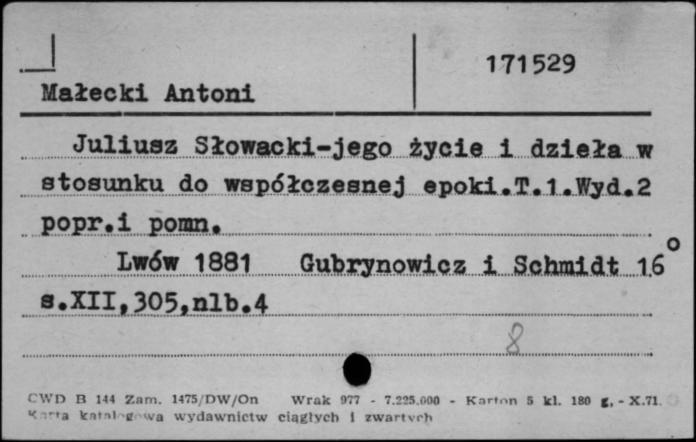 171529
Małecki Antoni
Juliusz Słowacki-jego życie i dzieła w
stosunku do współczesnej epoki.T.1.Wyd.2
popr.i pomn.
Lwów 1881 Gubrynowicz i Schmidt 16°
s.XII,305,nlb.4
8
CWD B 144 Zam. 1475/DW/On Wrak 977 - 7.225.000 - Karton 5 kl. 180 g. - X.71.
Karta katalogowa wydawnictw ciągłych i zwartych